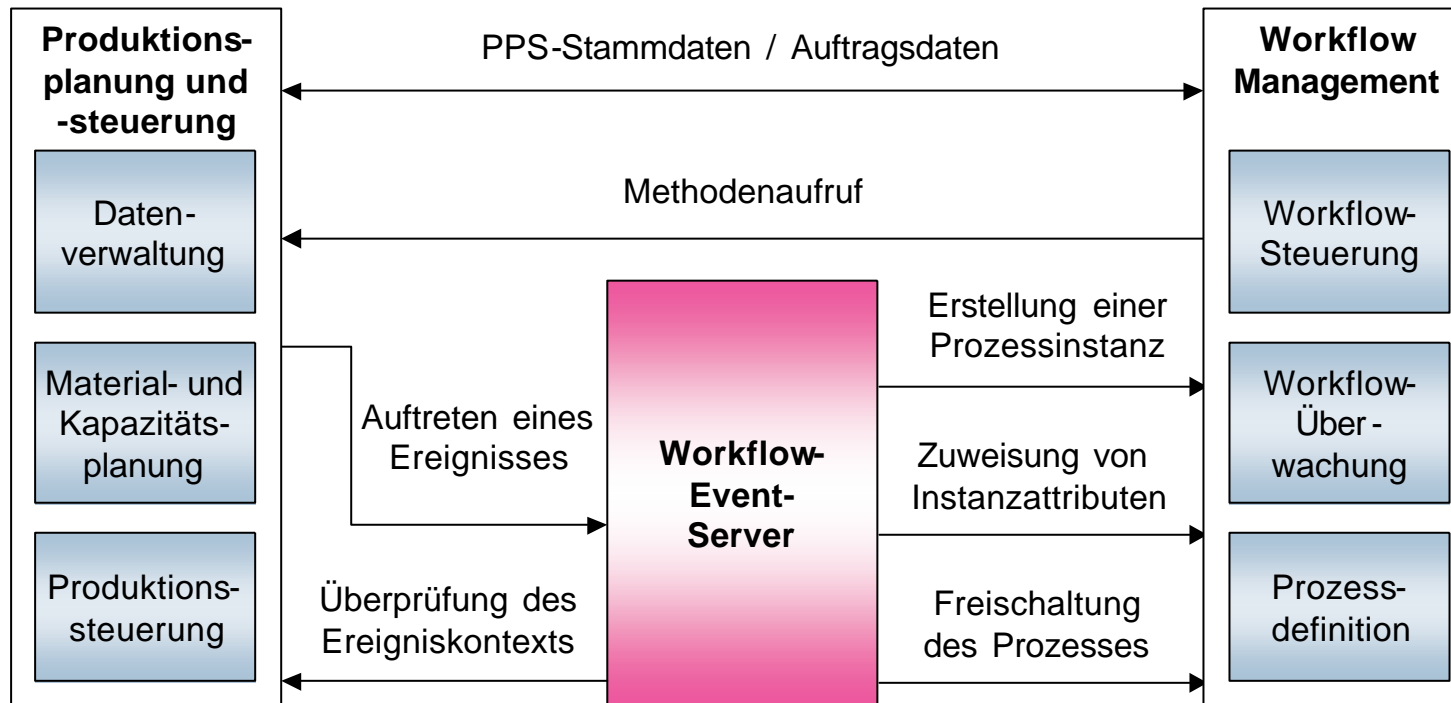 Produktions-
planung und
-steuerung
Daten-
verwaltung
Material- und
Kapazitäts-
planung
Produktions-
steuerung
PPS-Stammdaten / Auftragsdaten
Methodenaufruf
Auftreten eines
Ereignisses
Überprüfung des
Ereigniskontexts
Workflow-
Event-
Server
Erstellung einer
Prozessinstanz
Zuweisung von
Instanzattributen
Freischaltung
des Prozesses
Workflow
Management
Workflow-
Steuerung
Workflow-
Über-
wachung
Prozess-
definition